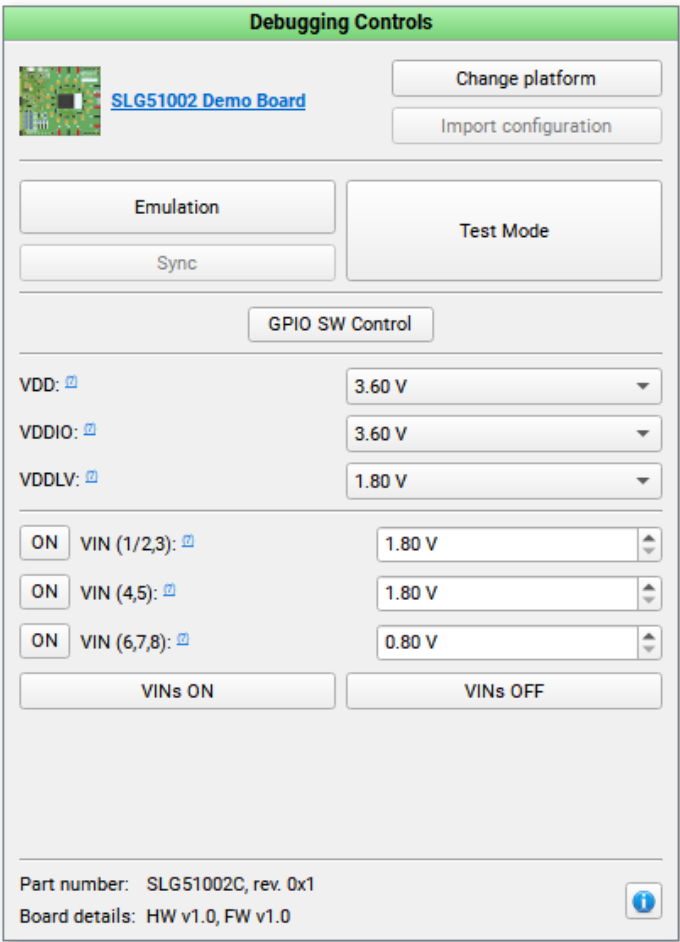 Debugging Controls
SLG51002 Demo Board
Change platform
Import configuration
Emulation
Sync
Test Mode
GPIO SW Control
VDD: [?] 3.60 V
VDDIO: [?] 3.60 V
VDDLV: [?] 1.80 V
ON VIN (1/2,3): [?] 1.80 V
ON VIN (4,5): [?] 1.80 V
ON VIN (6,7,8): [?] 0.80 V
VINs ON VINs OFF
Part number: SLG51002C, rev. 0x1
Board details: HW v1.0, FW v1.0
i